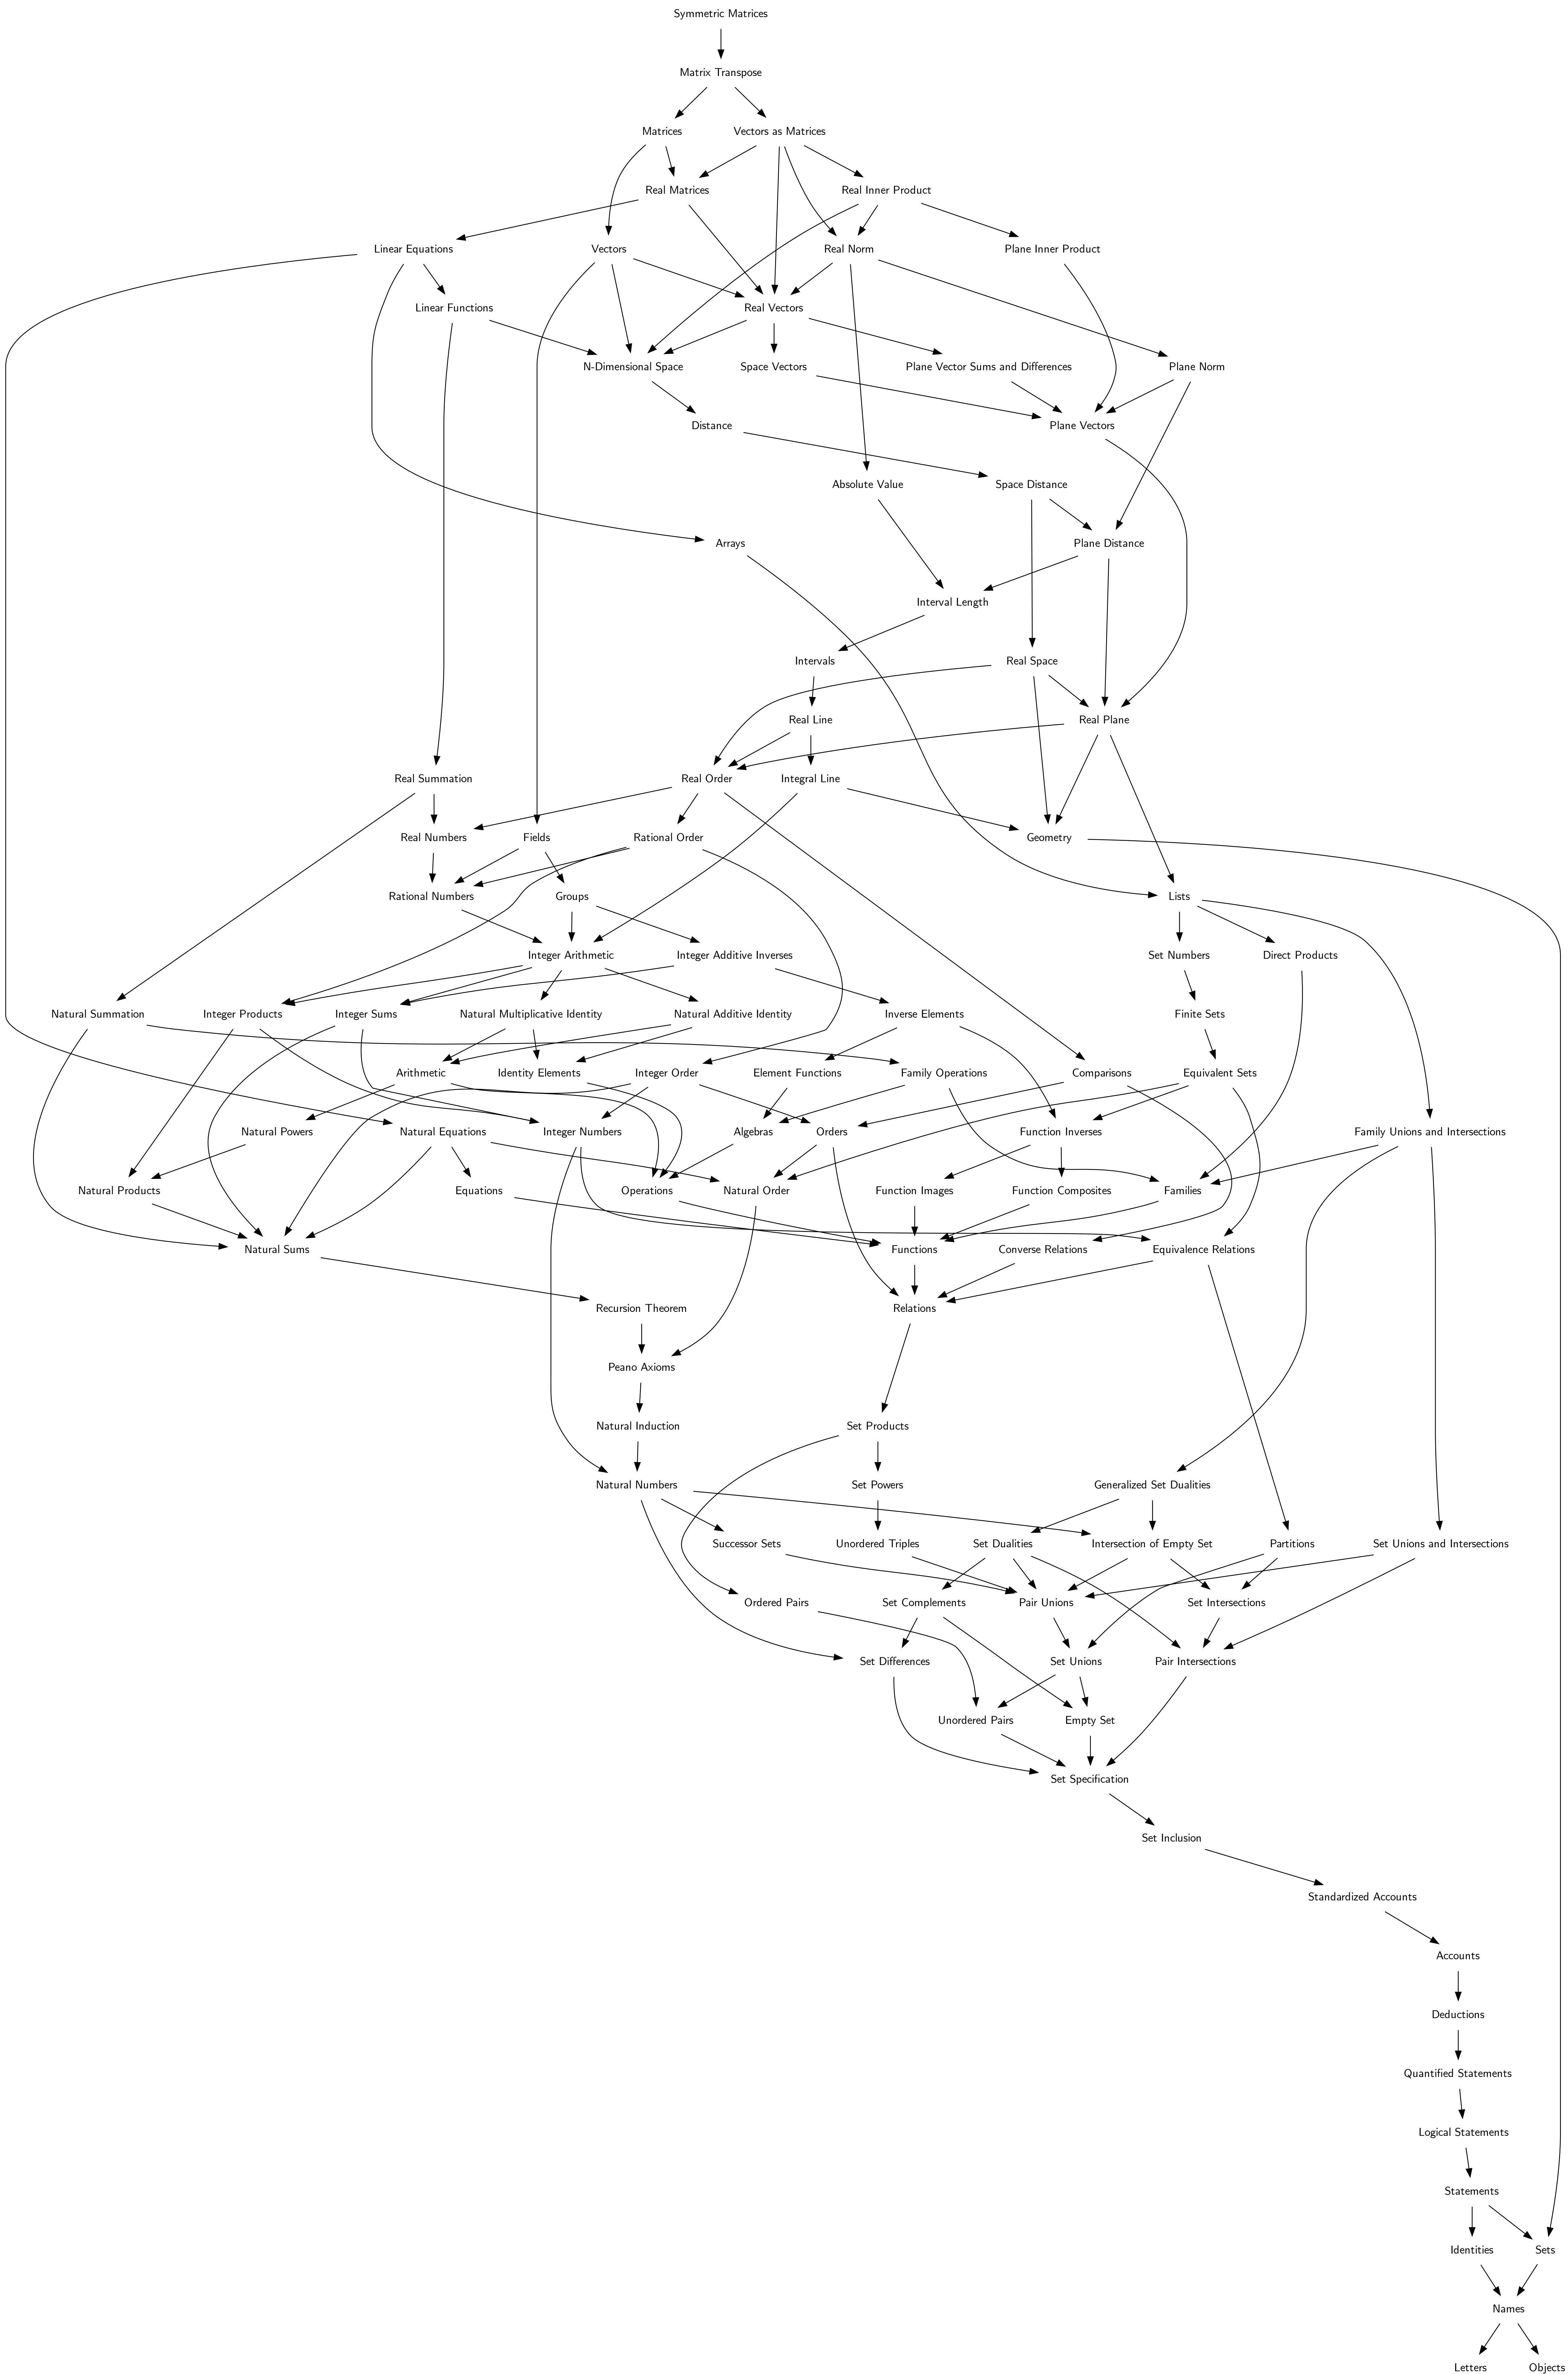 Symmetric Matrices
Matrix Transpose
Matrices
Vectors as Matrices
Real Matrices
Real Inner Product
Linear Equations
Vectors
Real Norm
Plane Inner Product
Linear Functions
Real Vectors
N-Dimensional Space
Space Vectors
Plane Vector Sums and Differences
Plane Norm
Distance
Plane Vectors
Absolute Value
Space Distance
Arrays
Plane Distance
Interval Length
Intervals
Real Space
Real Line
Real Plane
Real Summation
Real Order
Integral Line
Real Numbers
Fields
Rational Order
Geometry
Rational Numbers
Groups
Lists
Integer Arithmetic
Integer Additive Inverses
Set Numbers
Direct Products
Natural Summation
Integer Products
Integer Sums
Natural Multiplicative Identity
Natural Additive Identity
Inverse Elements
Finite Sets
Arithmetic
Identity Elements
Integer Order
Element Functions
Family Operations
Comparisons
Equivalent Sets
Natural Powers
Natural Equations
Integer Numbers
Algebras
Orders
Function Inverses
Family Unions and Intersections
Natural Products
Equations
Operations
Natural Order
Function Images
Function Composites
Families
Natural Sums
Functions
Converse Relations
Equivalence Relations
Recursion Theorem
Relations
Peano Axioms
Natural Induction
Set Products
Natural Numbers
Set Powers
Generalized Set Dualities
Successor Sets
Unordered Triples
Set Dualities
Intersection of Empty Set
Partitions
Set Unions and Intersections
Ordered Pairs
Set Complements
Pair Unions
Set Intersections
Set Differences
Set Unions
Pair Intersections
Unordered Pairs
Empty Set
Set Specification
Set Inclusion
Standardized Accounts
Accounts
Deductions
Quantified Statements
Logical Statements
Statements
Identities
Sets
Names
Letters
Objects